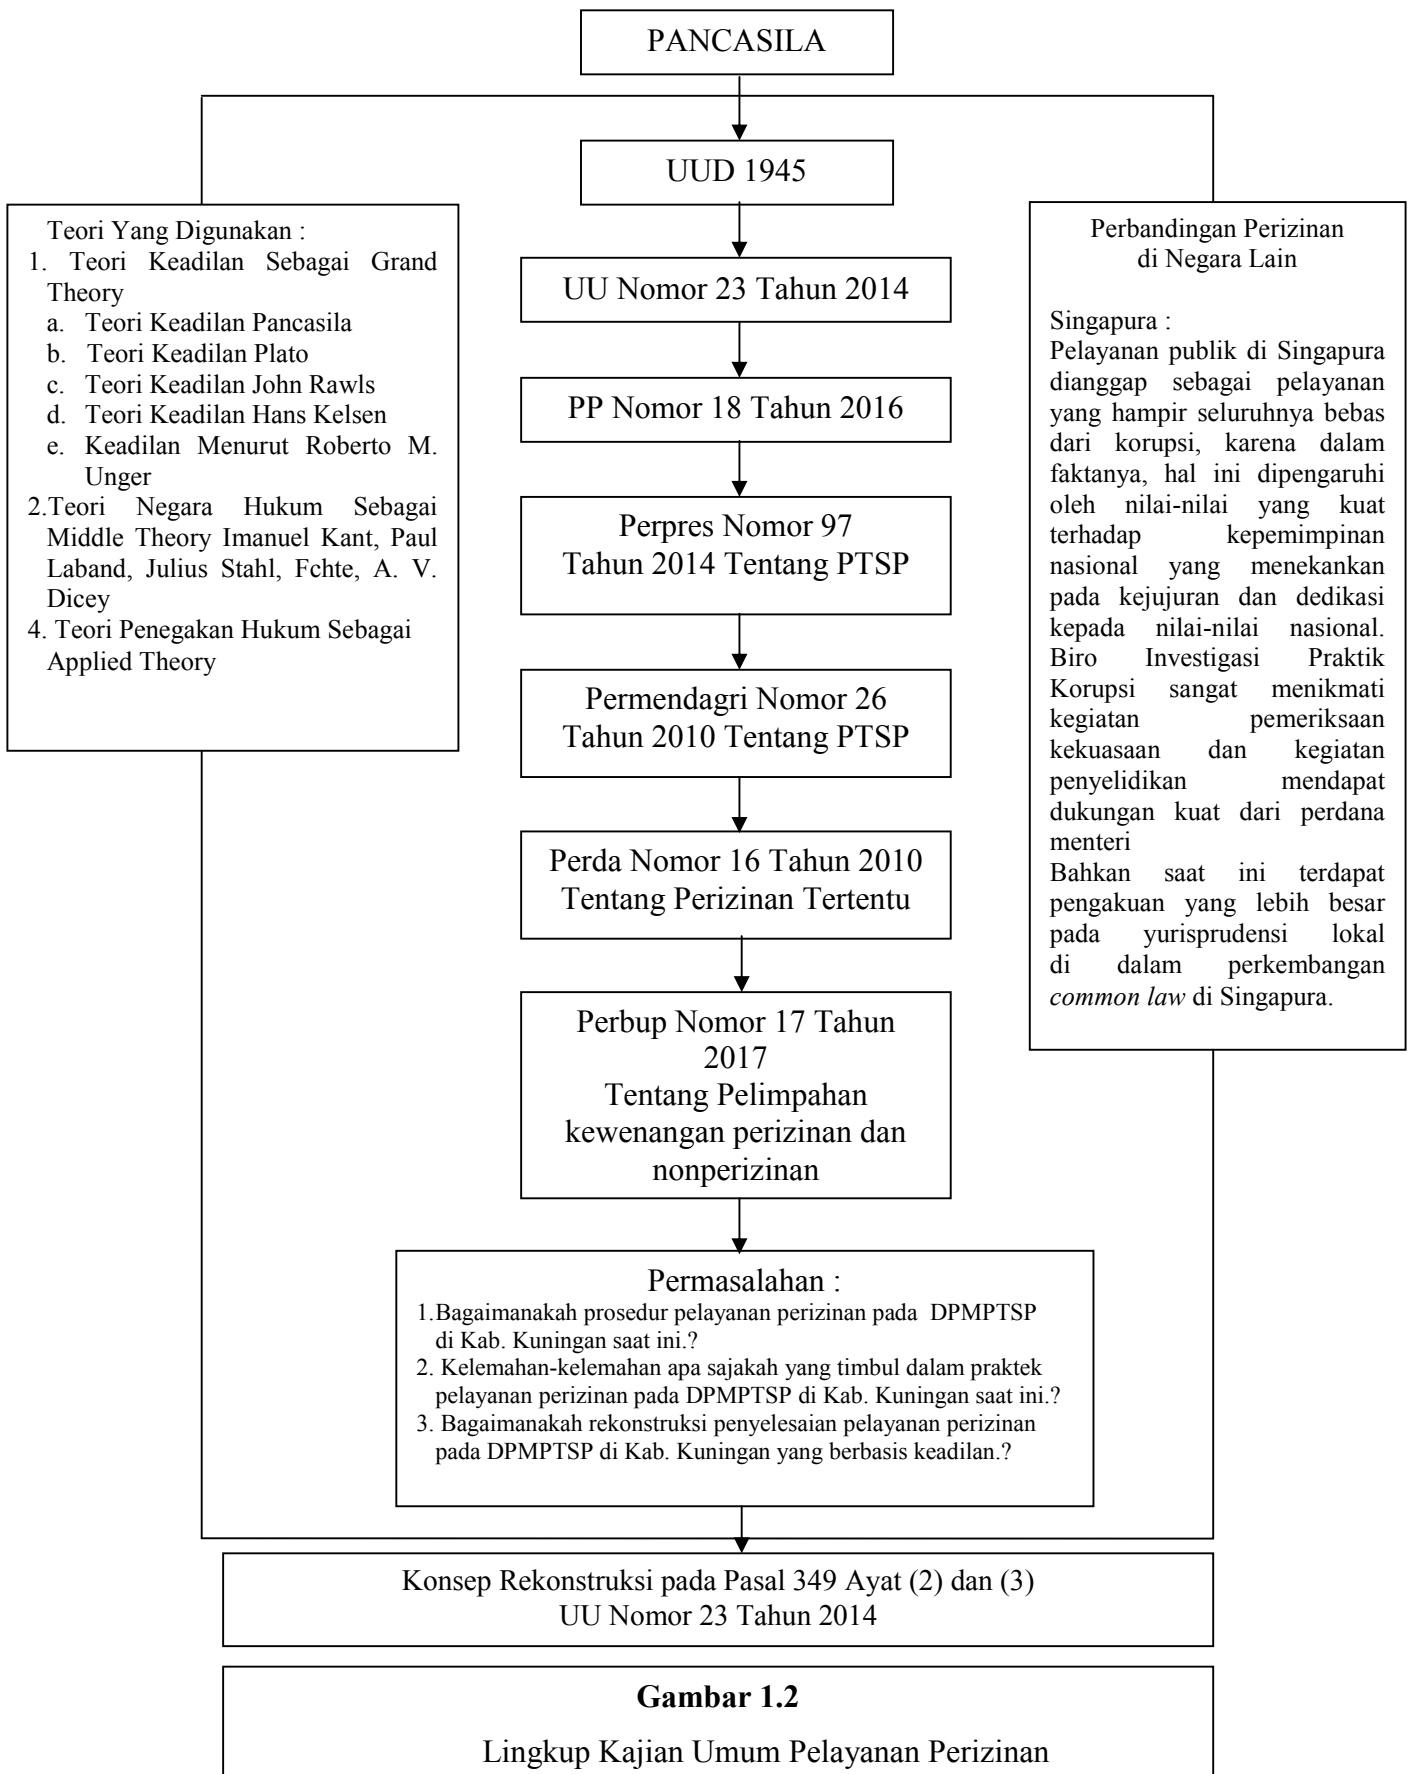 PANCASILA
UUD 1945
Teori Yang Digunakan :
1. Teori Keadilan Sebagai Grand
Theory
a. Teori Keadilan Pancasila
b. Teori Keadilan Plato
c. Teori Keadilan John Rawls
d. Teori Keadilan Hans Kelsen
e. Keadilan Menurut Roberto M.
Unger
2.Teori Negara Hukum Sebagai
Middle Theory Imanuel Kant, Paul
Laband, Julius Stahl, Fchte, A. V.
Dicey
4. Teori Penegakan Hukum Sebagai
Applied Theory
UU Nomor 23 Tahun 2014
PP Nomor 18 Tahun 2016
Perpres Nomor 97
Tahun 2014 Tentang PTSP
Permendagri Nomor 26
Tahun 2010 Tentang PTSP
Perda Nomor 16 Tahun 2010
Tentang Perizinan Tertentu
Perbup Nomor 17 Tahun
2017
Tentang Pelimpahan
kewenangan perizinan dan
nonperizinan
Perbandingan Perizinan
di Negara Lain
Singapura :
Pelayanan publik di Singapura
dianggap sebagai pelayanan
yang hampir seluruhnya bebas
dari korupsi, karena dalam
faktanya, hal ini dipengaruhi
oleh nilai-nilai yang kuat
terhadap kepemimpinan
nasional yang menekankan
pada kejujuran dan dedikasi
kepada nilai-nilai nasional.
Biro Investigasi Praktik
Korupsi sangat menikmati
kegiatan pemeriksaan
kekuasaan dan kegiatan
penyelidikan mendapat
dukungan kuat dari perdana
menteri
Bahkan saat ini terdapat
pengakuan yang lebih besar
pada yurisprudensi lokal
di dalam perkembangan
common law di Singapura.
Permasalahan :
1.Bagaimanakah prosedur pelayanan perizinan pada DPMPTSP
di Kab. Kuningan saat ini.?
2. Kelemahan-kelemahan apa sajakah yang timbul dalam praktek
pelayanan perizinan pada DPMPTSP di Kab. Kuningan saat ini.?
3. Bagaimanakah rekonstruksi penyelesaian pelayanan perizinan
pada DPMPTSP di Kab. Kuningan yang berbasis keadilan.?
Konsep Rekonstruksi pada Pasal 349 Ayat (2) dan (3)
UU Nomor 23 Tahun 2014
Gambar 1.2
Lingkup Kajian Umum Pelayanan Perizinan